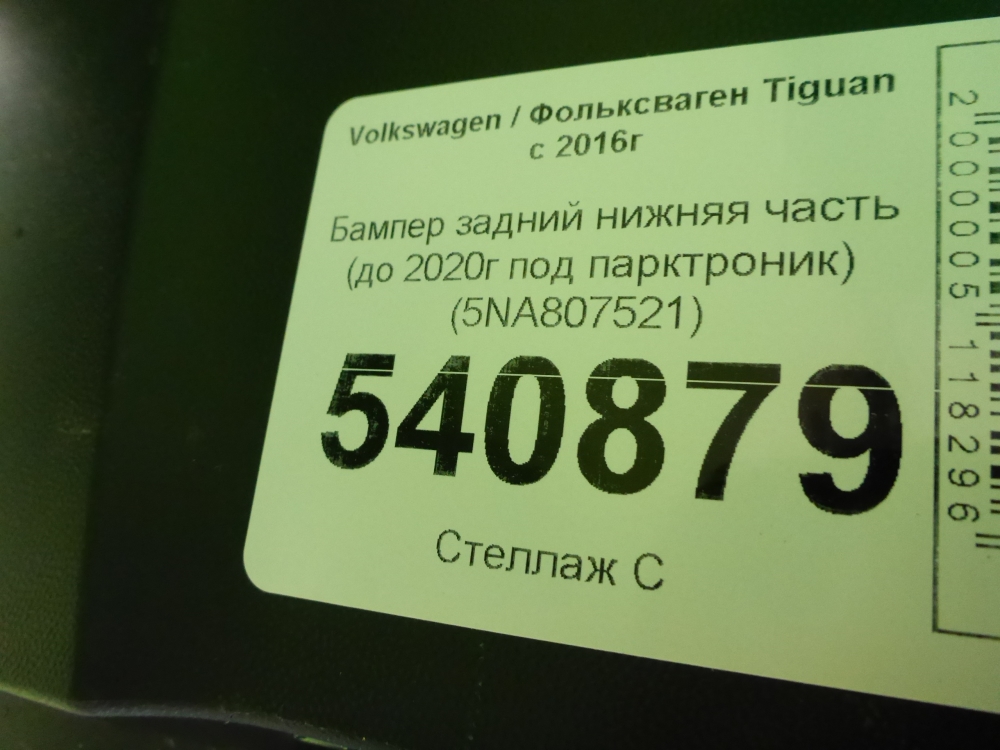 Volkswagen / Фольксваген Tiguan
с 2016г
Бампер задний нижняя часть
(до 2020г под парктроник)
(5NA807521)
540879
Стеллаж С
2000005118296